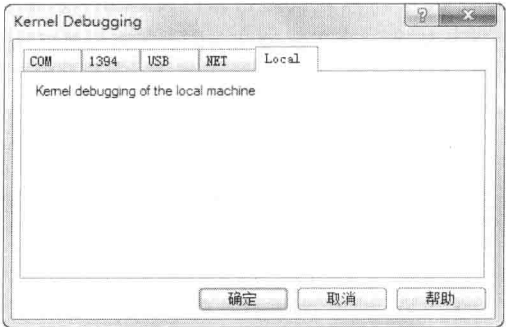 Kernel Debugging
COM 1394 USB NET Local
Kernel debugging of the local machine
确定 取消 帮助